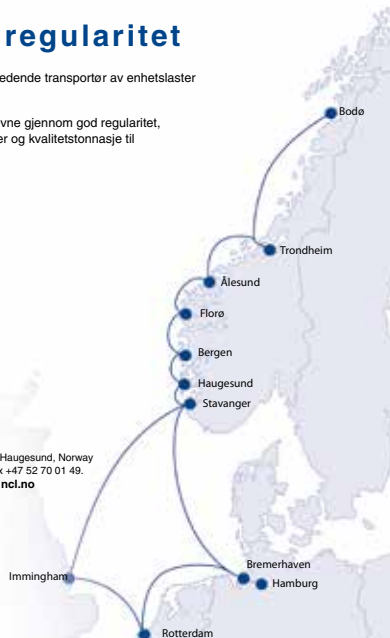 regularitet
edende transportør av enhetslaster
vne gjennom god regularitet,
er og kvalitetstonnasje til
Bodø
Trondheim
Ålesund
Florø
Bergen
Haugesund
Stavanger
Haugesund, Norway
x +47 52 70 01 49.
ncl.no
Bremerhaven
Immingham
Hamburg
Rotterdam